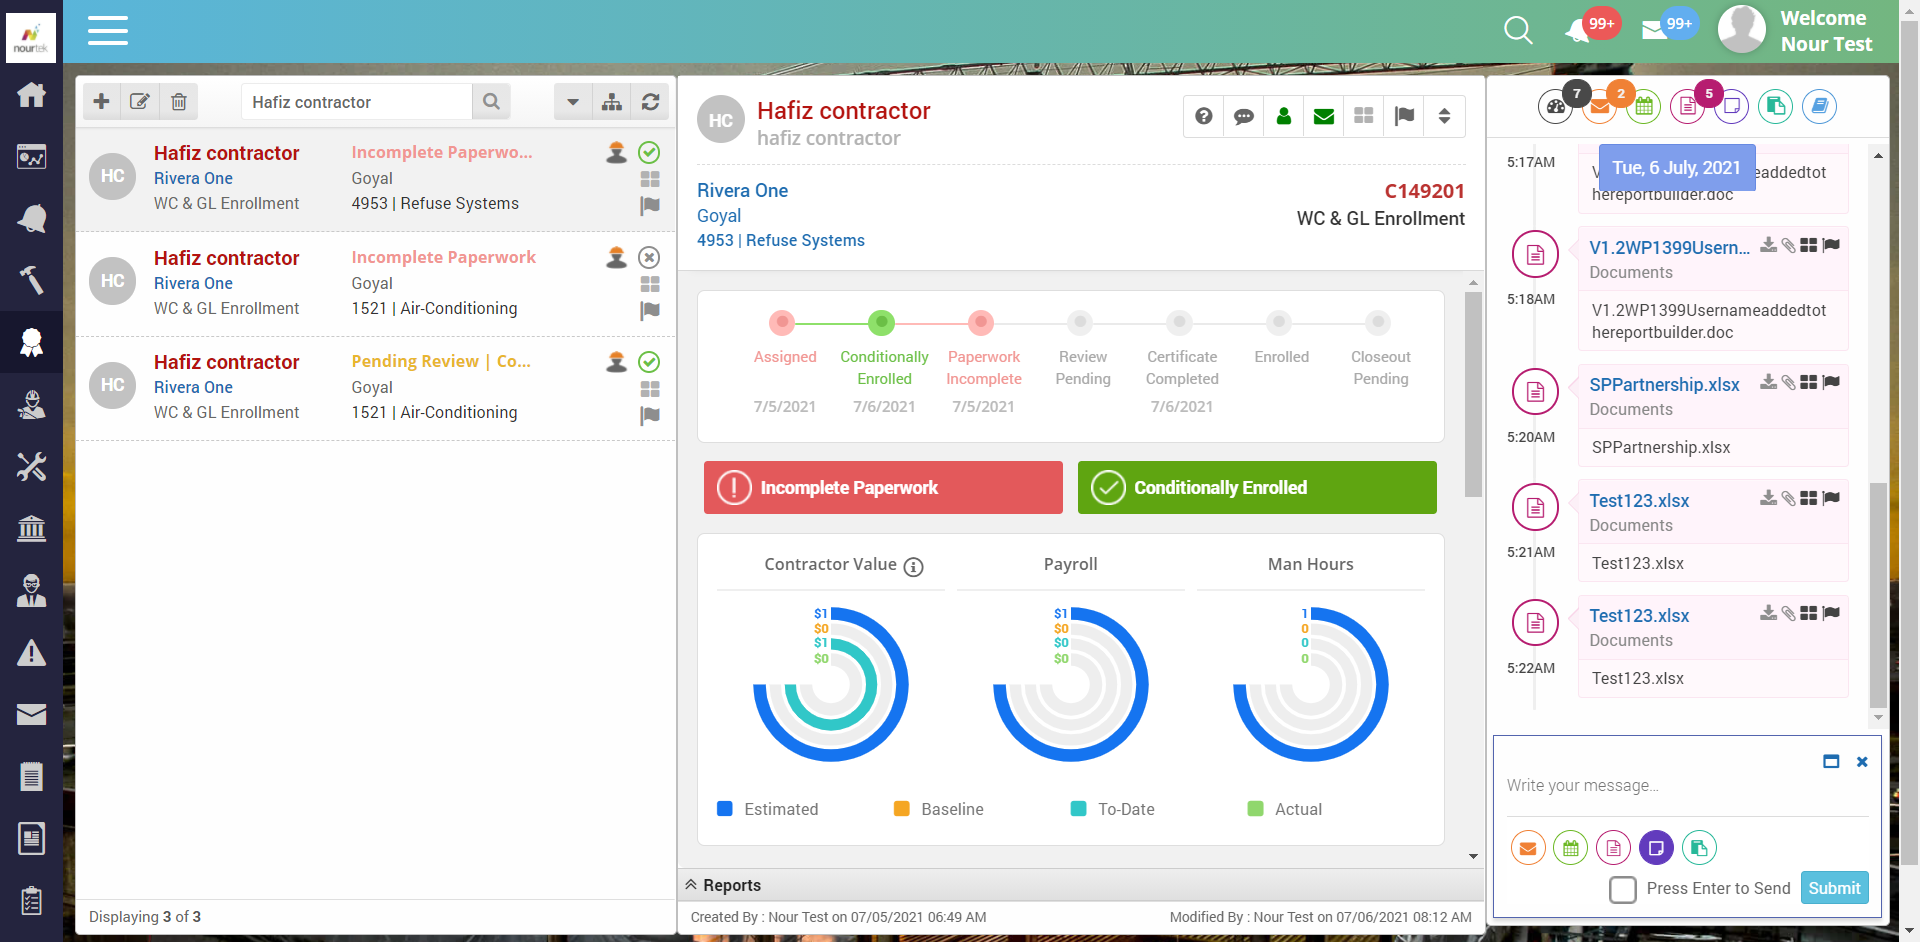 nourtek
99+
99+
Welcome
Nour Test
Hafiz contractor
HC
Hafiz contractor
Rivera One
WC & GL Enrollment
Incomplete Paperwo...
Goyal
4953 | Refuse Systems
HC
Hafiz contractor
Rivera One
WC & GL Enrollment
Incomplete Paperwork
Goyal
1521 | Air-Conditioning
HC
Hafiz contractor
Rivera One
WC & GL Enrollment
Pending Review | Co...
Goyal
1521 | Air-Conditioning
Displaying 3 of 3
HC
Hafiz contractor
hafiz contractor
Rivera One
Goyal
4953 | Refuse Systems
C149201
WC & GL Enrollment
Assigned
7/5/2021
Conditionally
Enrolled
7/6/2021
Paperwork
Incomplete
7/5/2021
Review
Pending
Certificate
Completed
7/6/2021
Enrolled
Closeout
Pending
Incomplete Paperwork
Conditionally Enrolled
Contractor Value
$1
$0
$1
$0
Payroll
$1
$0
$0
$0
Man Hours
1
0
0
0
Estimated
Baseline
To-Date
Actual
Reports
Created By : Nour Test on 07/05/2021 06:49 AM
Modified By : Nour Test on 07/06/2021 08:12 AM
7
2
5
5:17AM
Tue, 6 July, 2021
V
eaddedtot
hereportbuilder.doc
V1.2WP1399Usern...
Documents
5:18AM
V1.2WP1399Usernameaddedtot
hereportbuilder.doc
SPPartnership.xlsx
Documents
5:20AM
SPPartnership.xlsx
Test123.xlsx
Documents
5:21AM
Test123.xlsx
Test123.xlsx
Documents
5:22AM
Test123.xlsx
Write your message...
Press Enter to Send
Submit